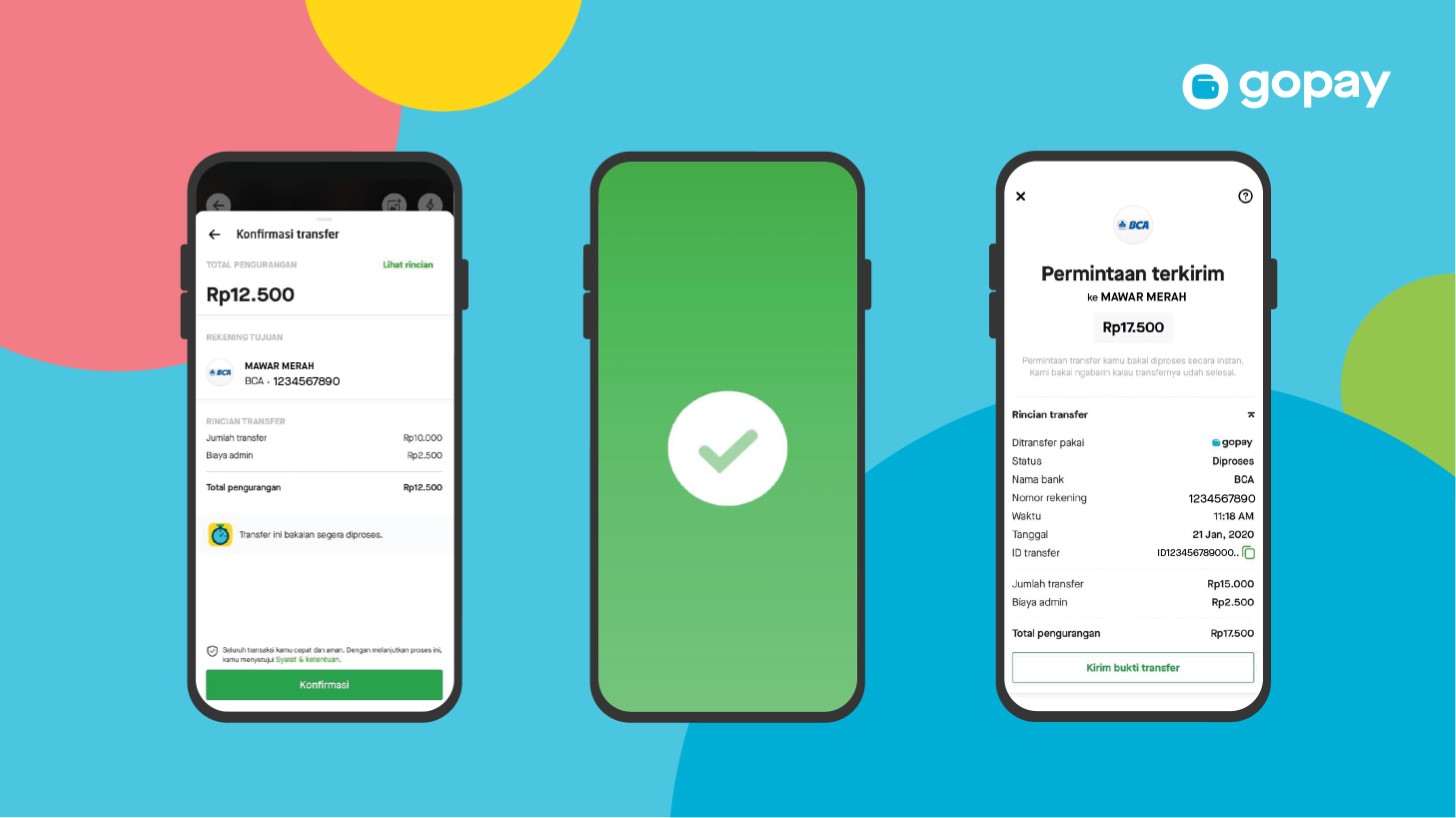 gopay
Konfirmasi transfer
TOTAL PENGURANGAN Lihat rincian
Rp12.500
REKENING TUJUAN
BCA
MAWAR MERAH
BCA • 1234567890
RINCIAN TRANSFER
Jumlah transfer Rp10.000
Biaya admin Rp2.500
Total pengurangan Rp12.500
Transfer ini bakalan segera diproses.
Seluruh transaksi kamu cepat dan aman. Dengan melanjutkan proses ini,
kamu menyetujui Syarat & ketentuan.
Konfirmasi
BCA
Permintaan terkirim
ke MAWAR MERAH
Rp17.500
Permintaan transfer kamu bakal diproses secara instan.
Kami bakal ngabarin kalau transfernya udah selesai.
Rincian transfer
Ditransfer pakai gopay
Status Diproses
Nama bank BCA
Nomor rekening 1234567890
Waktu 11:18 AM
Tanggal 21 Jan, 2020
ID transfer ID123456789000..
Jumlah transfer Rp15.000
Biaya admin Rp2.500
Total pengurangan Rp17.500
Kirim bukti transfer